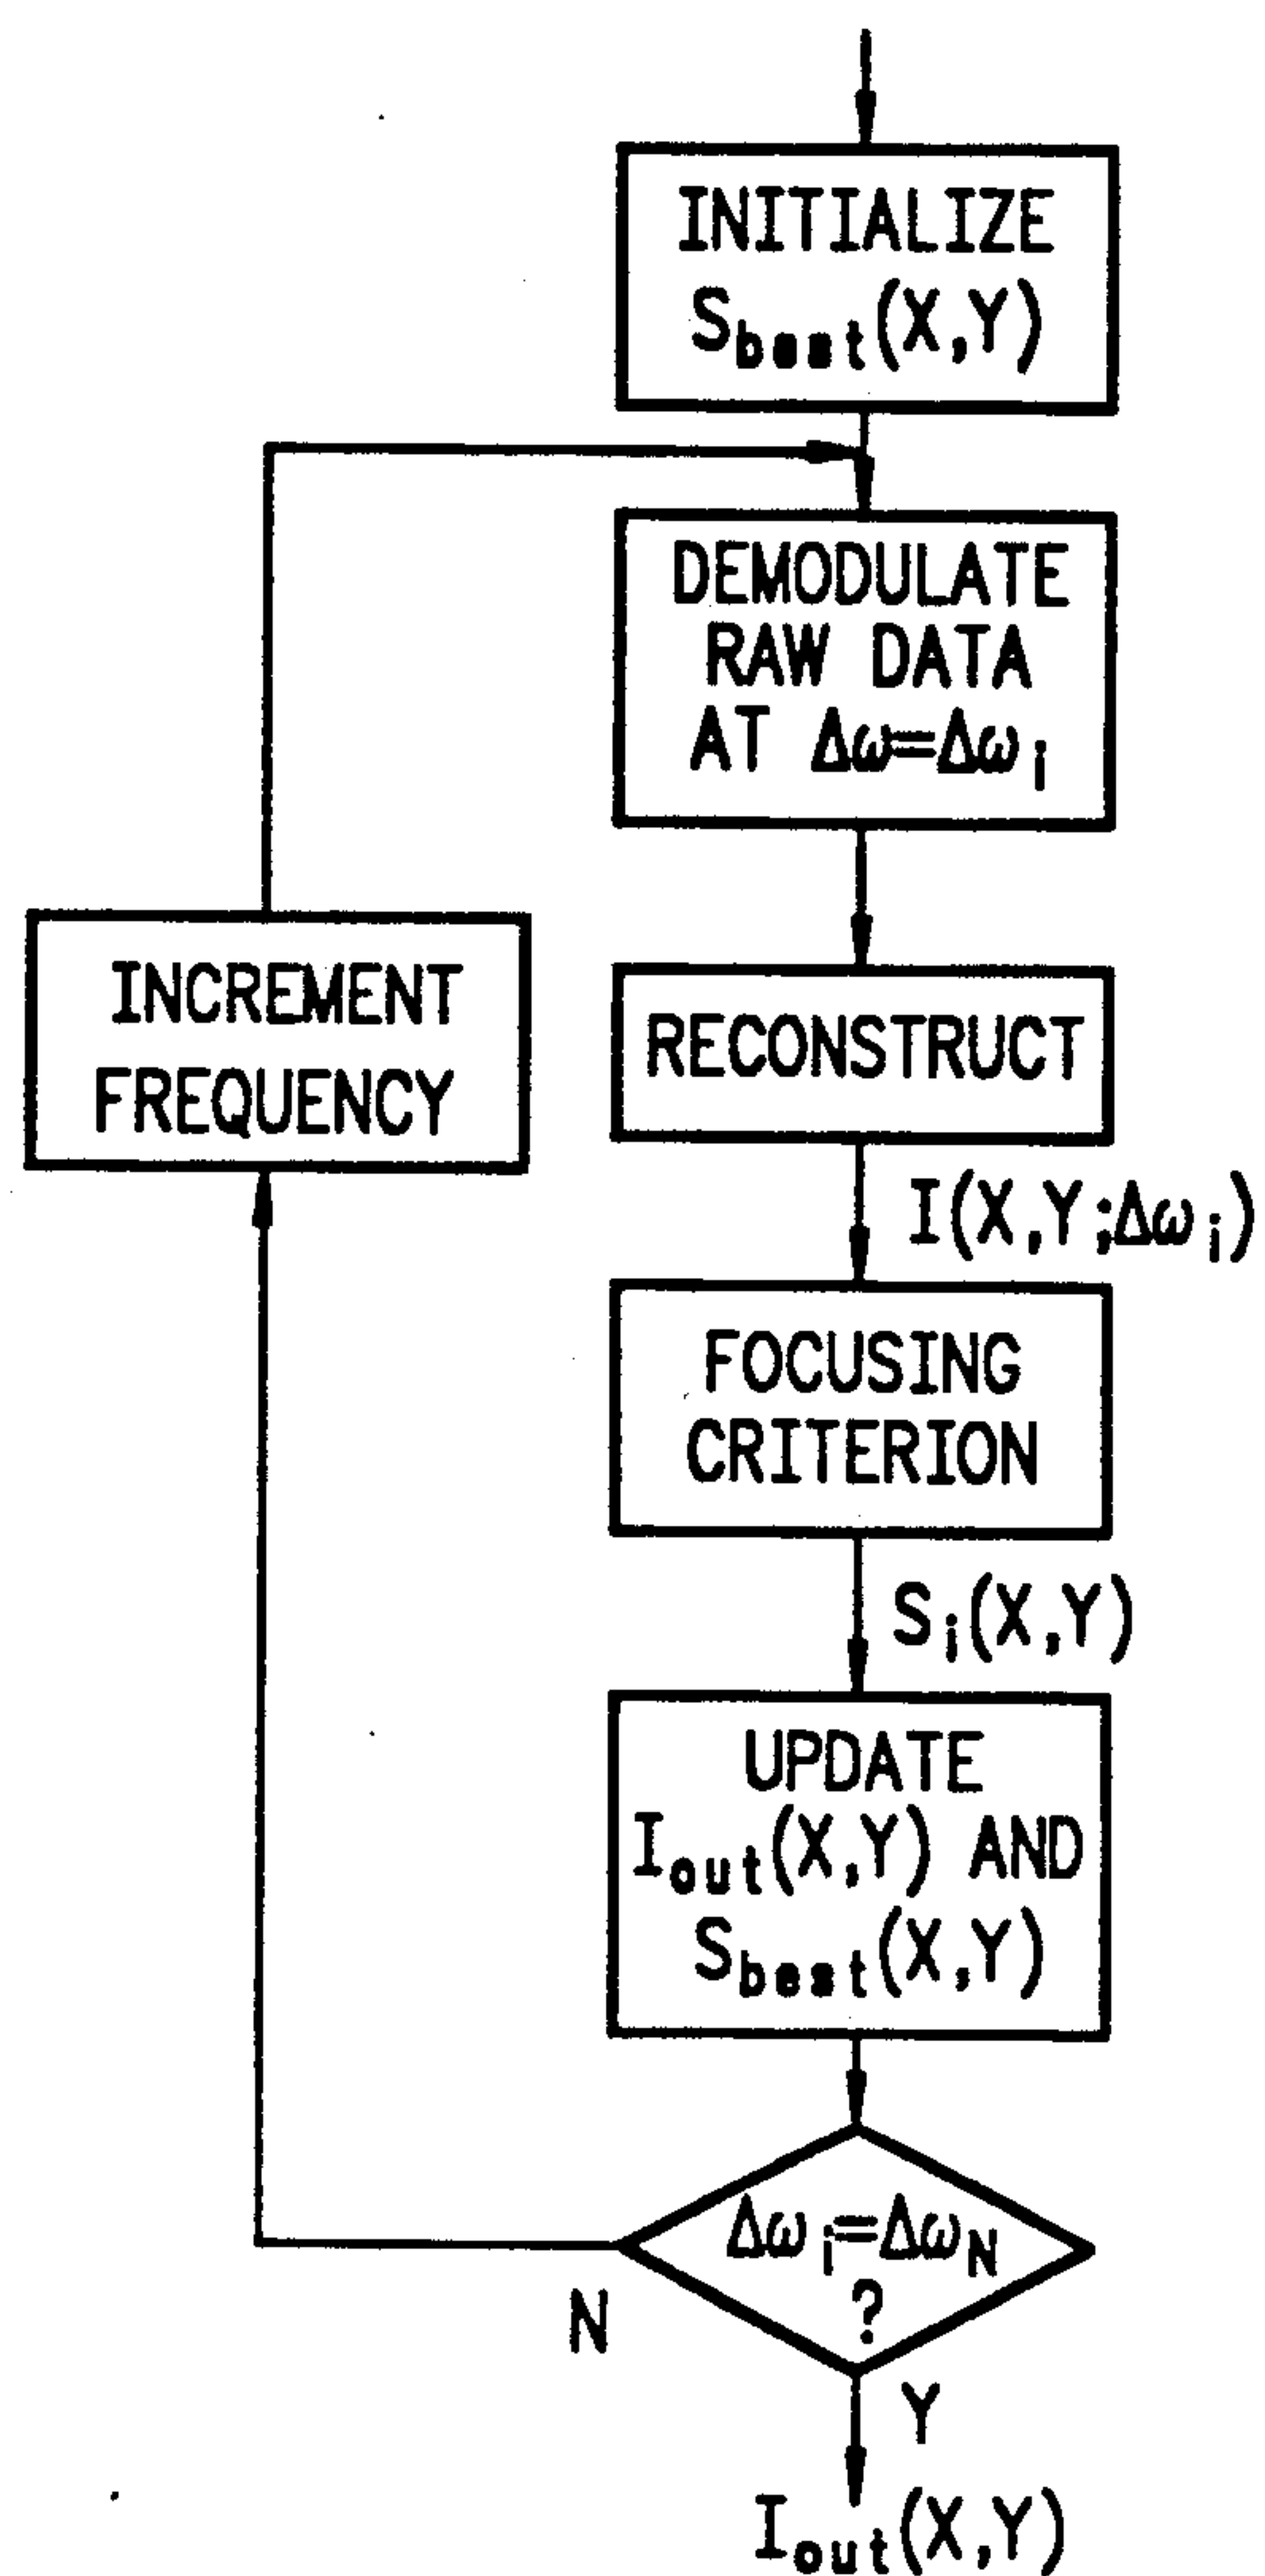 INITIALIZE
S_best(X,Y)
DEMODULATE
RAW DATA
AT Δω=Δω_i
INCREMENT
FREQUENCY
RECONSTRUCT
I(X,Y;Δω_i)
FOCUSING
CRITERION
S_i(X,Y)
UPDATE
I_out(X,Y) AND
S_best(X,Y)
Δω_i=Δω_N
?
N
Y
I_out(X,Y)